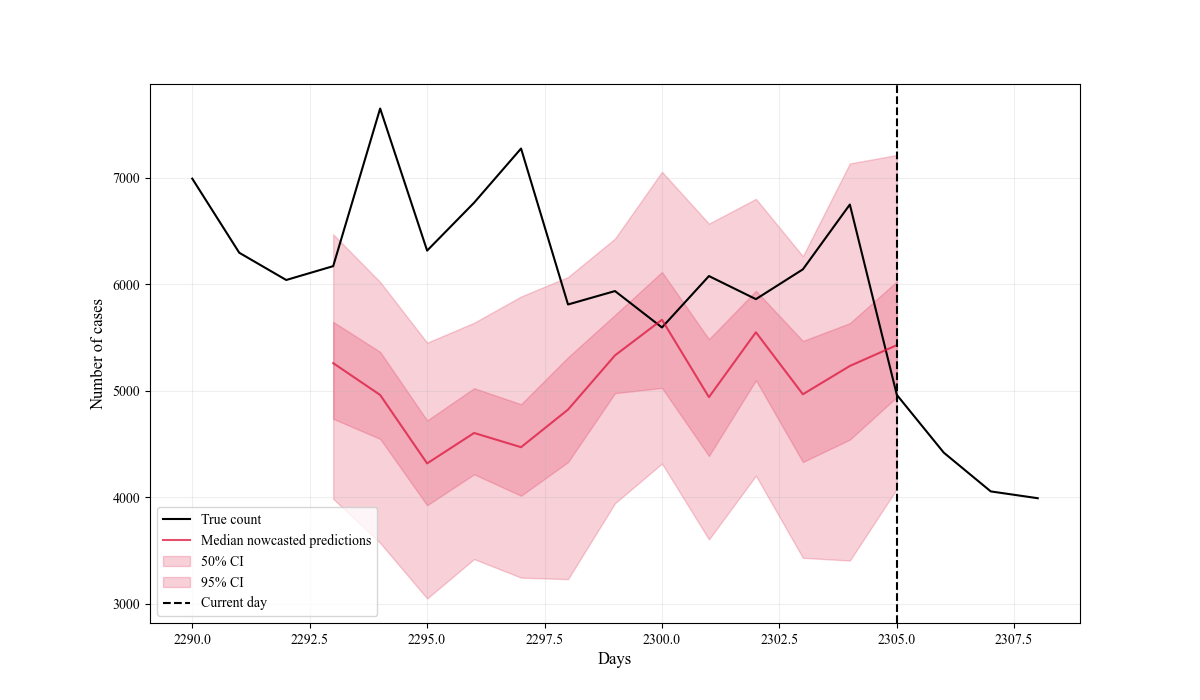 7000
6000
5000
4000
3000
Number of cases
True count
Median nowcasted predictions
50% CI
95% CI
Current day
2290.0 2292.5 2295.0 2297.5 2300.0 2302.5 2305.0 2307.5
Days